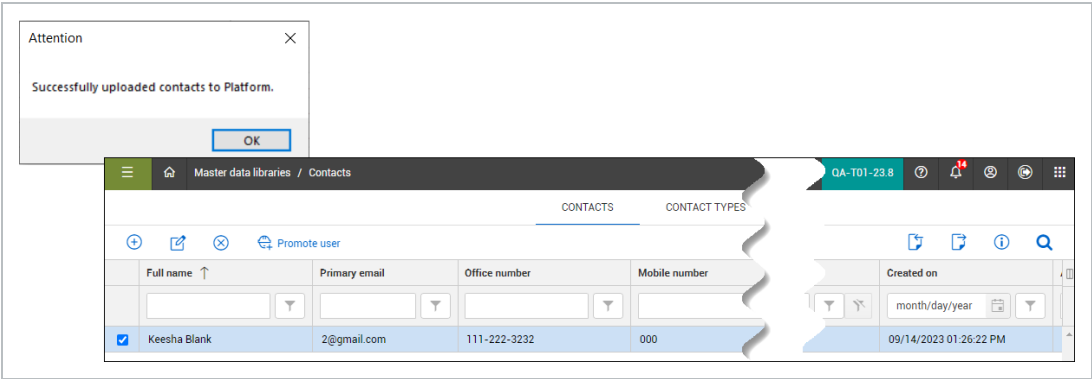 Attention
Successfully uploaded contacts to Platform.
OK
Master data libraries / Contacts
QA-T01-23.8
14
CONTACTS CONTACT TYPES
Promote user
Full name Primary email Office number Mobile number Created on
month/day/year
Keesha Blank 2@gmail.com 111-222-3232 000 09/14/2023 01:26:22 PM